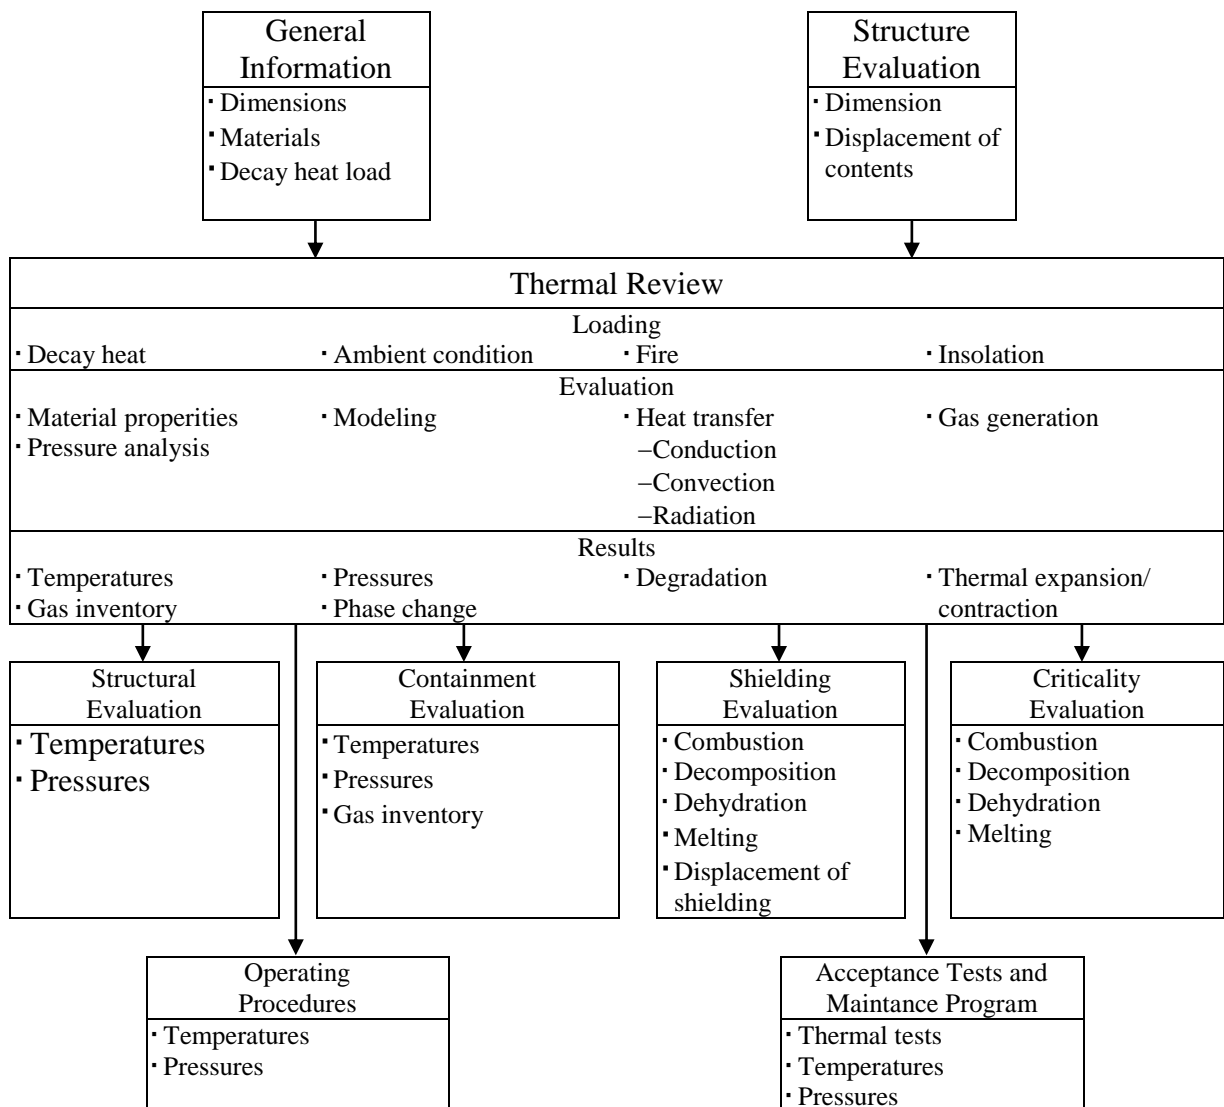 General
Information
· Dimensions
· Materials
· Decay heat load
Structure
Evaluation
· Dimension
· Displacement of
contents
Thermal Review
Loading
· Decay heat · Ambient condition · Fire · Insolation
Evaluation
· Material properities · Modeling · Heat transfer · Gas generation
· Pressure analysis –Conduction
–Convection
–Radiation
Results
· Temperatures · Pressures · Degradation · Thermal expansion/
· Gas inventory · Phase change contraction
Structural
Evaluation
· Temperatures
· Pressures
Containment
Evaluation
· Temperatures
· Pressures
· Gas inventory
Shielding
Evaluation
· Combustion
· Decomposition
· Dehydration
· Melting
· Displacement of
shielding
Criticality
Evaluation
· Combustion
· Decomposition
· Dehydration
· Melting
Operating
Procedures
· Temperatures
· Pressures
Acceptance Tests and
Maintance Program
· Thermal tests
· Temperatures
· Pressures